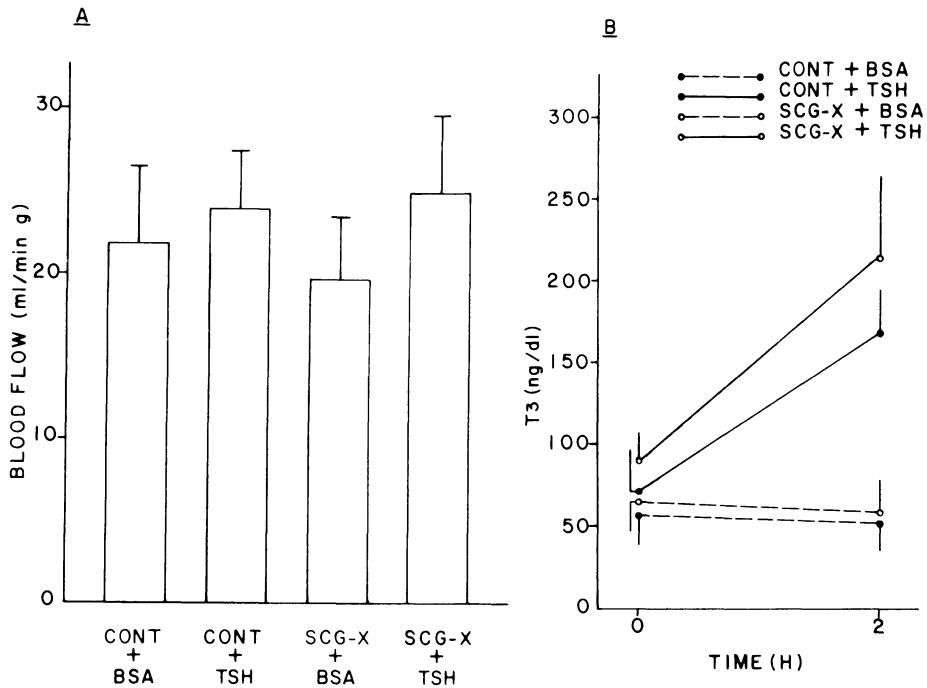 A
BLOOD FLOW (ml/min g)
30
20
10
0
CONT + BSA
CONT + TSH
SCG-X + BSA
SCG-X + TSH
B
CONT + BSA
CONT + TSH
SCG-X + BSA
SCG-X + TSH
T3 (ng/dl)
300
250
200
150
100
50
0
0 2
TIME (H)